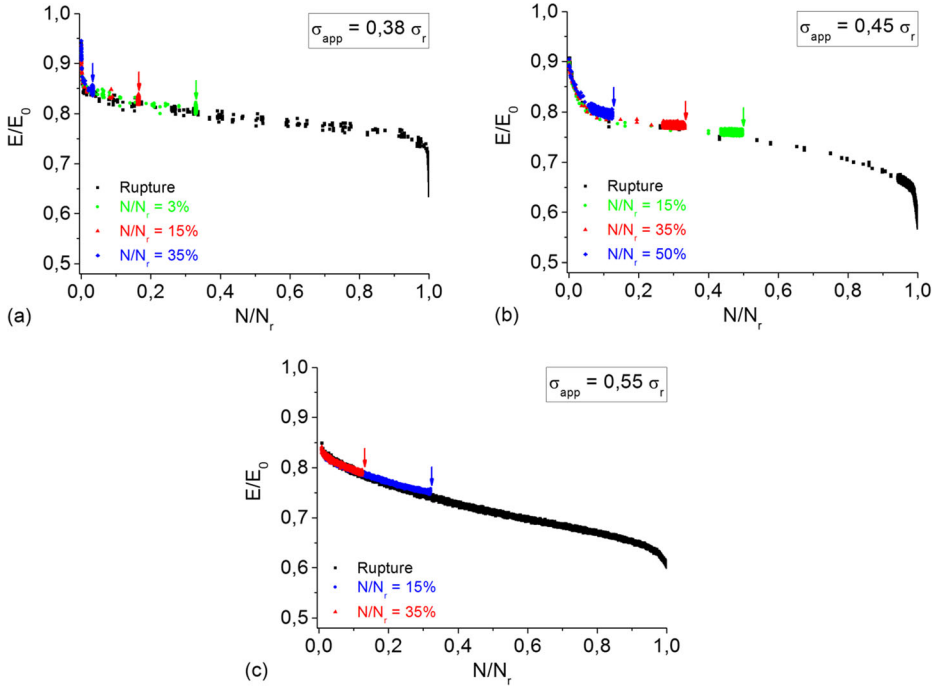 σapp = 0,38 σr
1,0
0,9
0,8
0,7
0,6
0,5
E/E0
Rupture
N/Nr = 3%
N/Nr = 15%
N/Nr = 35%
0,0 0,2 0,4 0,6 0,8 1,0
N/Nr
(a)
σapp = 0,45 σr
1,0
0,9
0,8
0,7
0,6
0,5
E/E0
Rupture
N/Nr = 15%
N/Nr = 35%
N/Nr = 50%
0,0 0,2 0,4 0,6 0,8 1,0
N/Nr
(b)
σapp = 0,55 σr
1,0
0,9
0,8
0,7
0,6
0,5
E/E0
Rupture
N/Nr = 15%
N/Nr = 35%
0,0 0,2 0,4 0,6 0,8 1,0
N/Nr
(c)